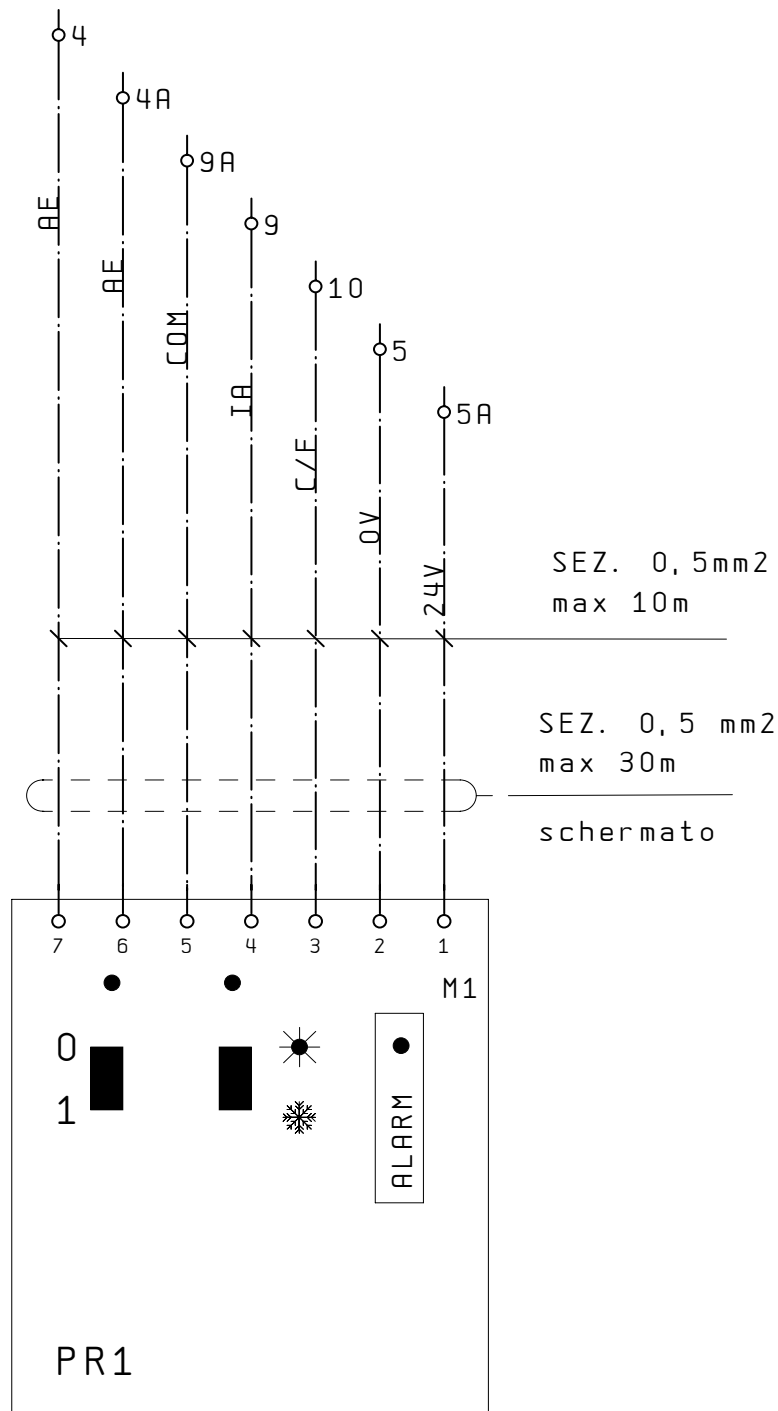 4
4A
9A
AE
9
AE
10
COM
5
IA
5A
C/F
0V
24V
SEZ. 0,5mm2
max 10m
SEZ. 0,5 mm2
max 30m
schermato
7 6 5 4 3 2 1
M1
0
1
ALARM
PR1